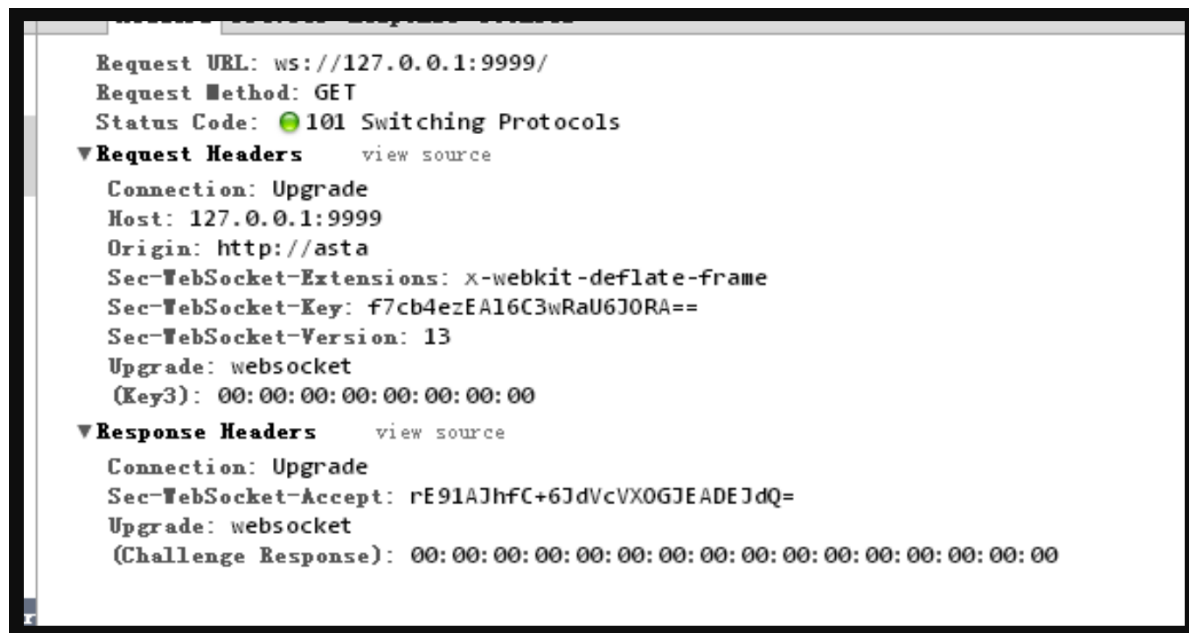 Request URL: ws://127.0.0.1:9999/
Request Method: GET
Status Code: 101 Switching Protocols
▼Request Headers view source
Connection: Upgrade
Host: 127.0.0.1:9999
Origin: http://asta
Sec-WebSocket-Extensions: x-webkit-deflate-frame
Sec-WebSocket-Key: f7cb4ezEAl6C3wRaU6JORA==
Sec-WebSocket-Version: 13
Upgrade: websocket
(Key3): 00:00:00:00:00:00:00:00
▼Response Headers view source
Connection: Upgrade
Sec-WebSocket-Accept: rE91AJhfC+6JdVcVXOGJEADEJdQ=
Upgrade: websocket
(Challenge Response): 00:00:00:00:00:00:00:00:00:00:00:00:00:00:00:00